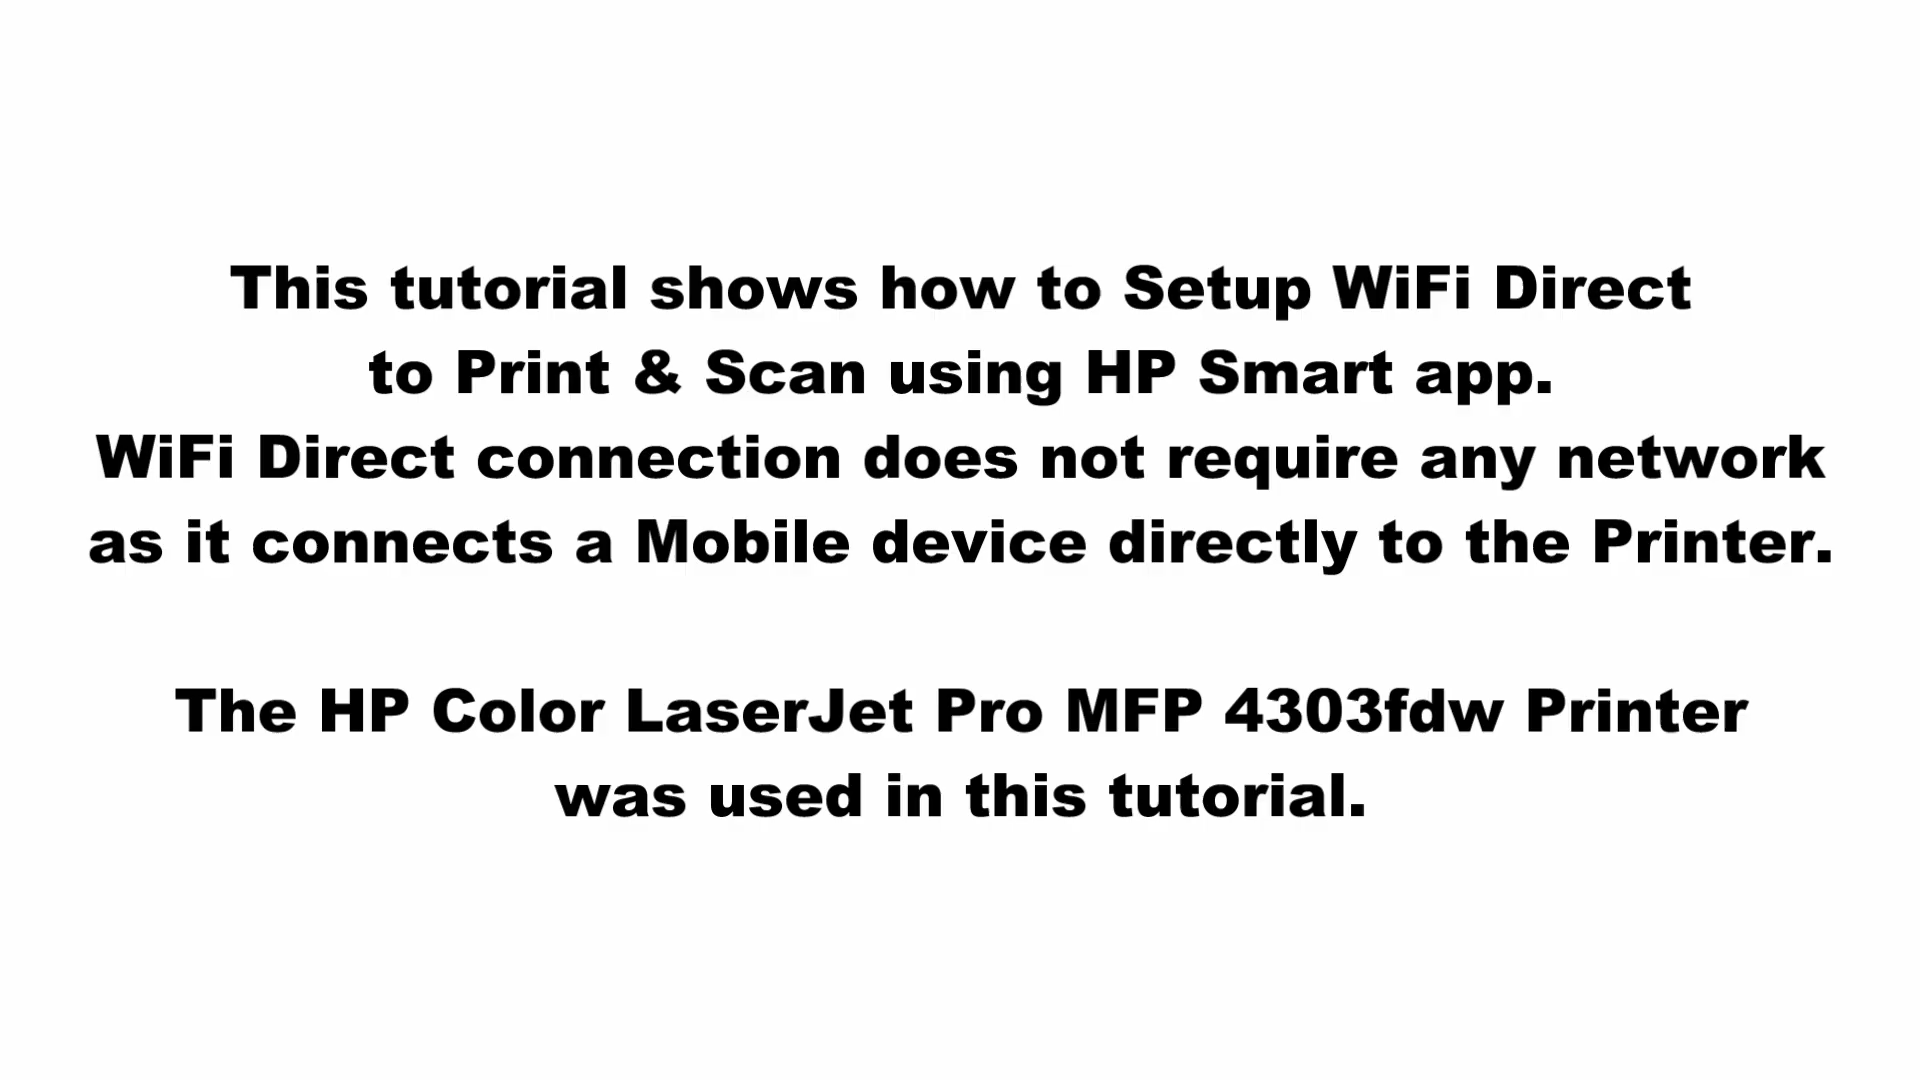 This tutorial shows how to Setup WiFi Direct
to Print & Scan using HP Smart app.
WiFi Direct connection does not require any network
as it connects a Mobile device directly to the Printer.
The HP Color LaserJet Pro MFP 4303fdw Printer
was used in this tutorial.